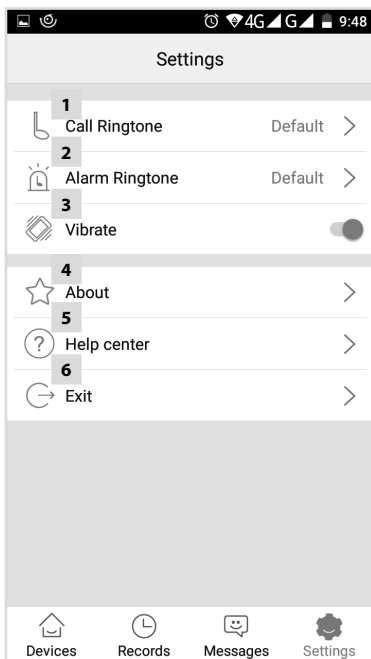 4G G 9:48
Settings
1
Call Ringtone Default
2
Alarm Ringtone Default
3
Vibrate
4
About
5
? Help center
6
Exit
Devices Records Messages Settings